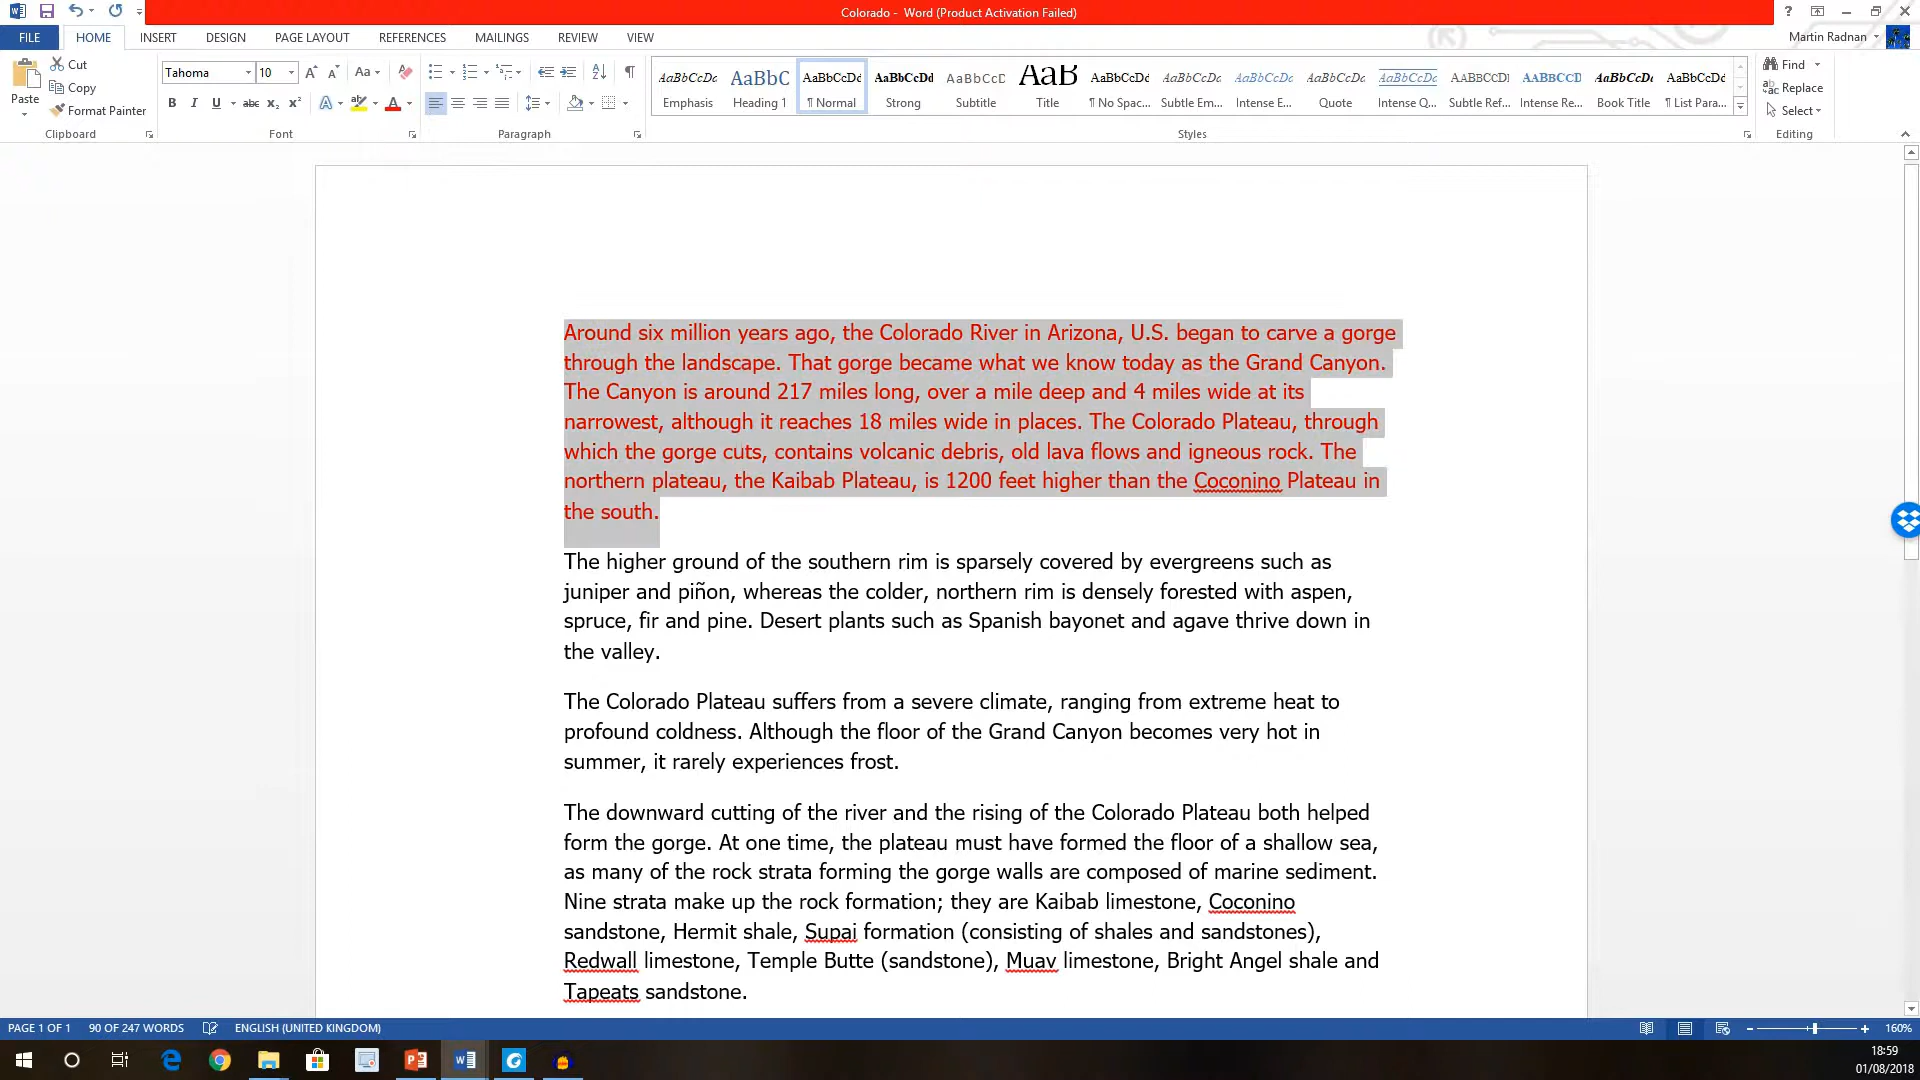 Colorado - Word (Product Activation Failed)
FILE HOME INSERT DESIGN PAGE LAYOUT REFERENCES MAILINGS REVIEW VIEW
Martin Radnan
Paste
Cut
Copy
Format Painter
Clipboard
Tahoma 10
Font
Paragraph
AaBbCcDc AaBbC AaBbCcDd AaBbCcDd AaBbCcD AaB AaBbCcDd AaBbCcDc AaBbCcDc AaBbCcDc AaBbCcDc AABBCCDI AABBCCD AaBbCcDt AaBbCcDd
Emphasis Heading 1 ¶ Normal Strong Subtitle Title ¶ No Spac... Subtle Em... Intense E... Quote Intense Q... Subtle Ref... Intense Re... Book Title ¶ List Para...
Styles
Find
Replace
Select
Editing
Around six million years ago, the Colorado River in Arizona, U.S. began to carve a gorge
through the landscape. That gorge became what we know today as the Grand Canyon.
The Canyon is around 217 miles long, over a mile deep and 4 miles wide at its
narrowest, although it reaches 18 miles wide in places. The Colorado Plateau, through
which the gorge cuts, contains volcanic debris, old lava flows and igneous rock. The
northern plateau, the Kaibab Plateau, is 1200 feet higher than the Coconino Plateau in
the south.
The higher ground of the southern rim is sparsely covered by evergreens such as
juniper and piñon, whereas the colder, northern rim is densely forested with aspen,
spruce, fir and pine. Desert plants such as Spanish bayonet and agave thrive down in
the valley.
The Colorado Plateau suffers from a severe climate, ranging from extreme heat to
profound coldness. Although the floor of the Grand Canyon becomes very hot in
summer, it rarely experiences frost.
The downward cutting of the river and the rising of the Colorado Plateau both helped
form the gorge. At one time, the plateau must have formed the floor of a shallow sea,
as many of the rock strata forming the gorge walls are composed of marine sediment.
Nine strata make up the rock formation; they are Kaibab limestone, Coconino
sandstone, Hermit shale, Supai formation (consisting of shales and sandstones),
Redwall limestone, Temple Butte (sandstone), Muav limestone, Bright Angel shale and
Tapeats sandstone.
PAGE 1 OF 1 90 OF 247 WORDS ENGLISH (UNITED KINGDOM) 160%
18:59
01/08/2018